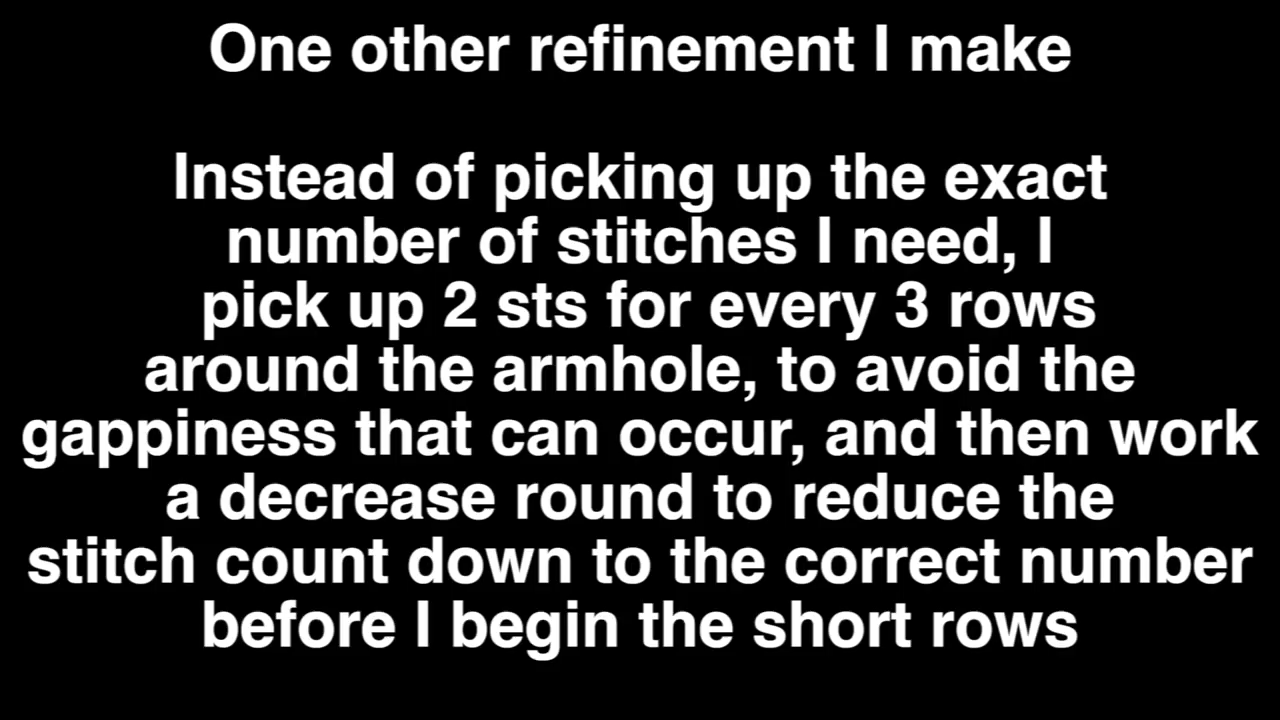 One other refinement I make
Instead of picking up the exact
number of stitches I need, I
pick up 2 sts for every 3 rows
around the armhole, to avoid the
gappiness that can occur, and then work
a decrease round to reduce the
stitch count down to the correct number
before I begin the short rows